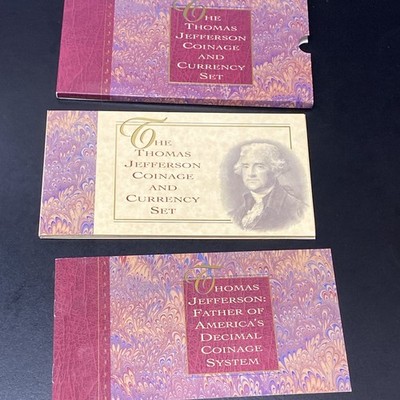 The
Thomas
Jefferson
Coinage
and
Currency
Set
The
Thomas
Jefferson
Coinage
and
Currency
Set
Thomas
Jefferson:
Father of
America's
Decimal
Coinage
System